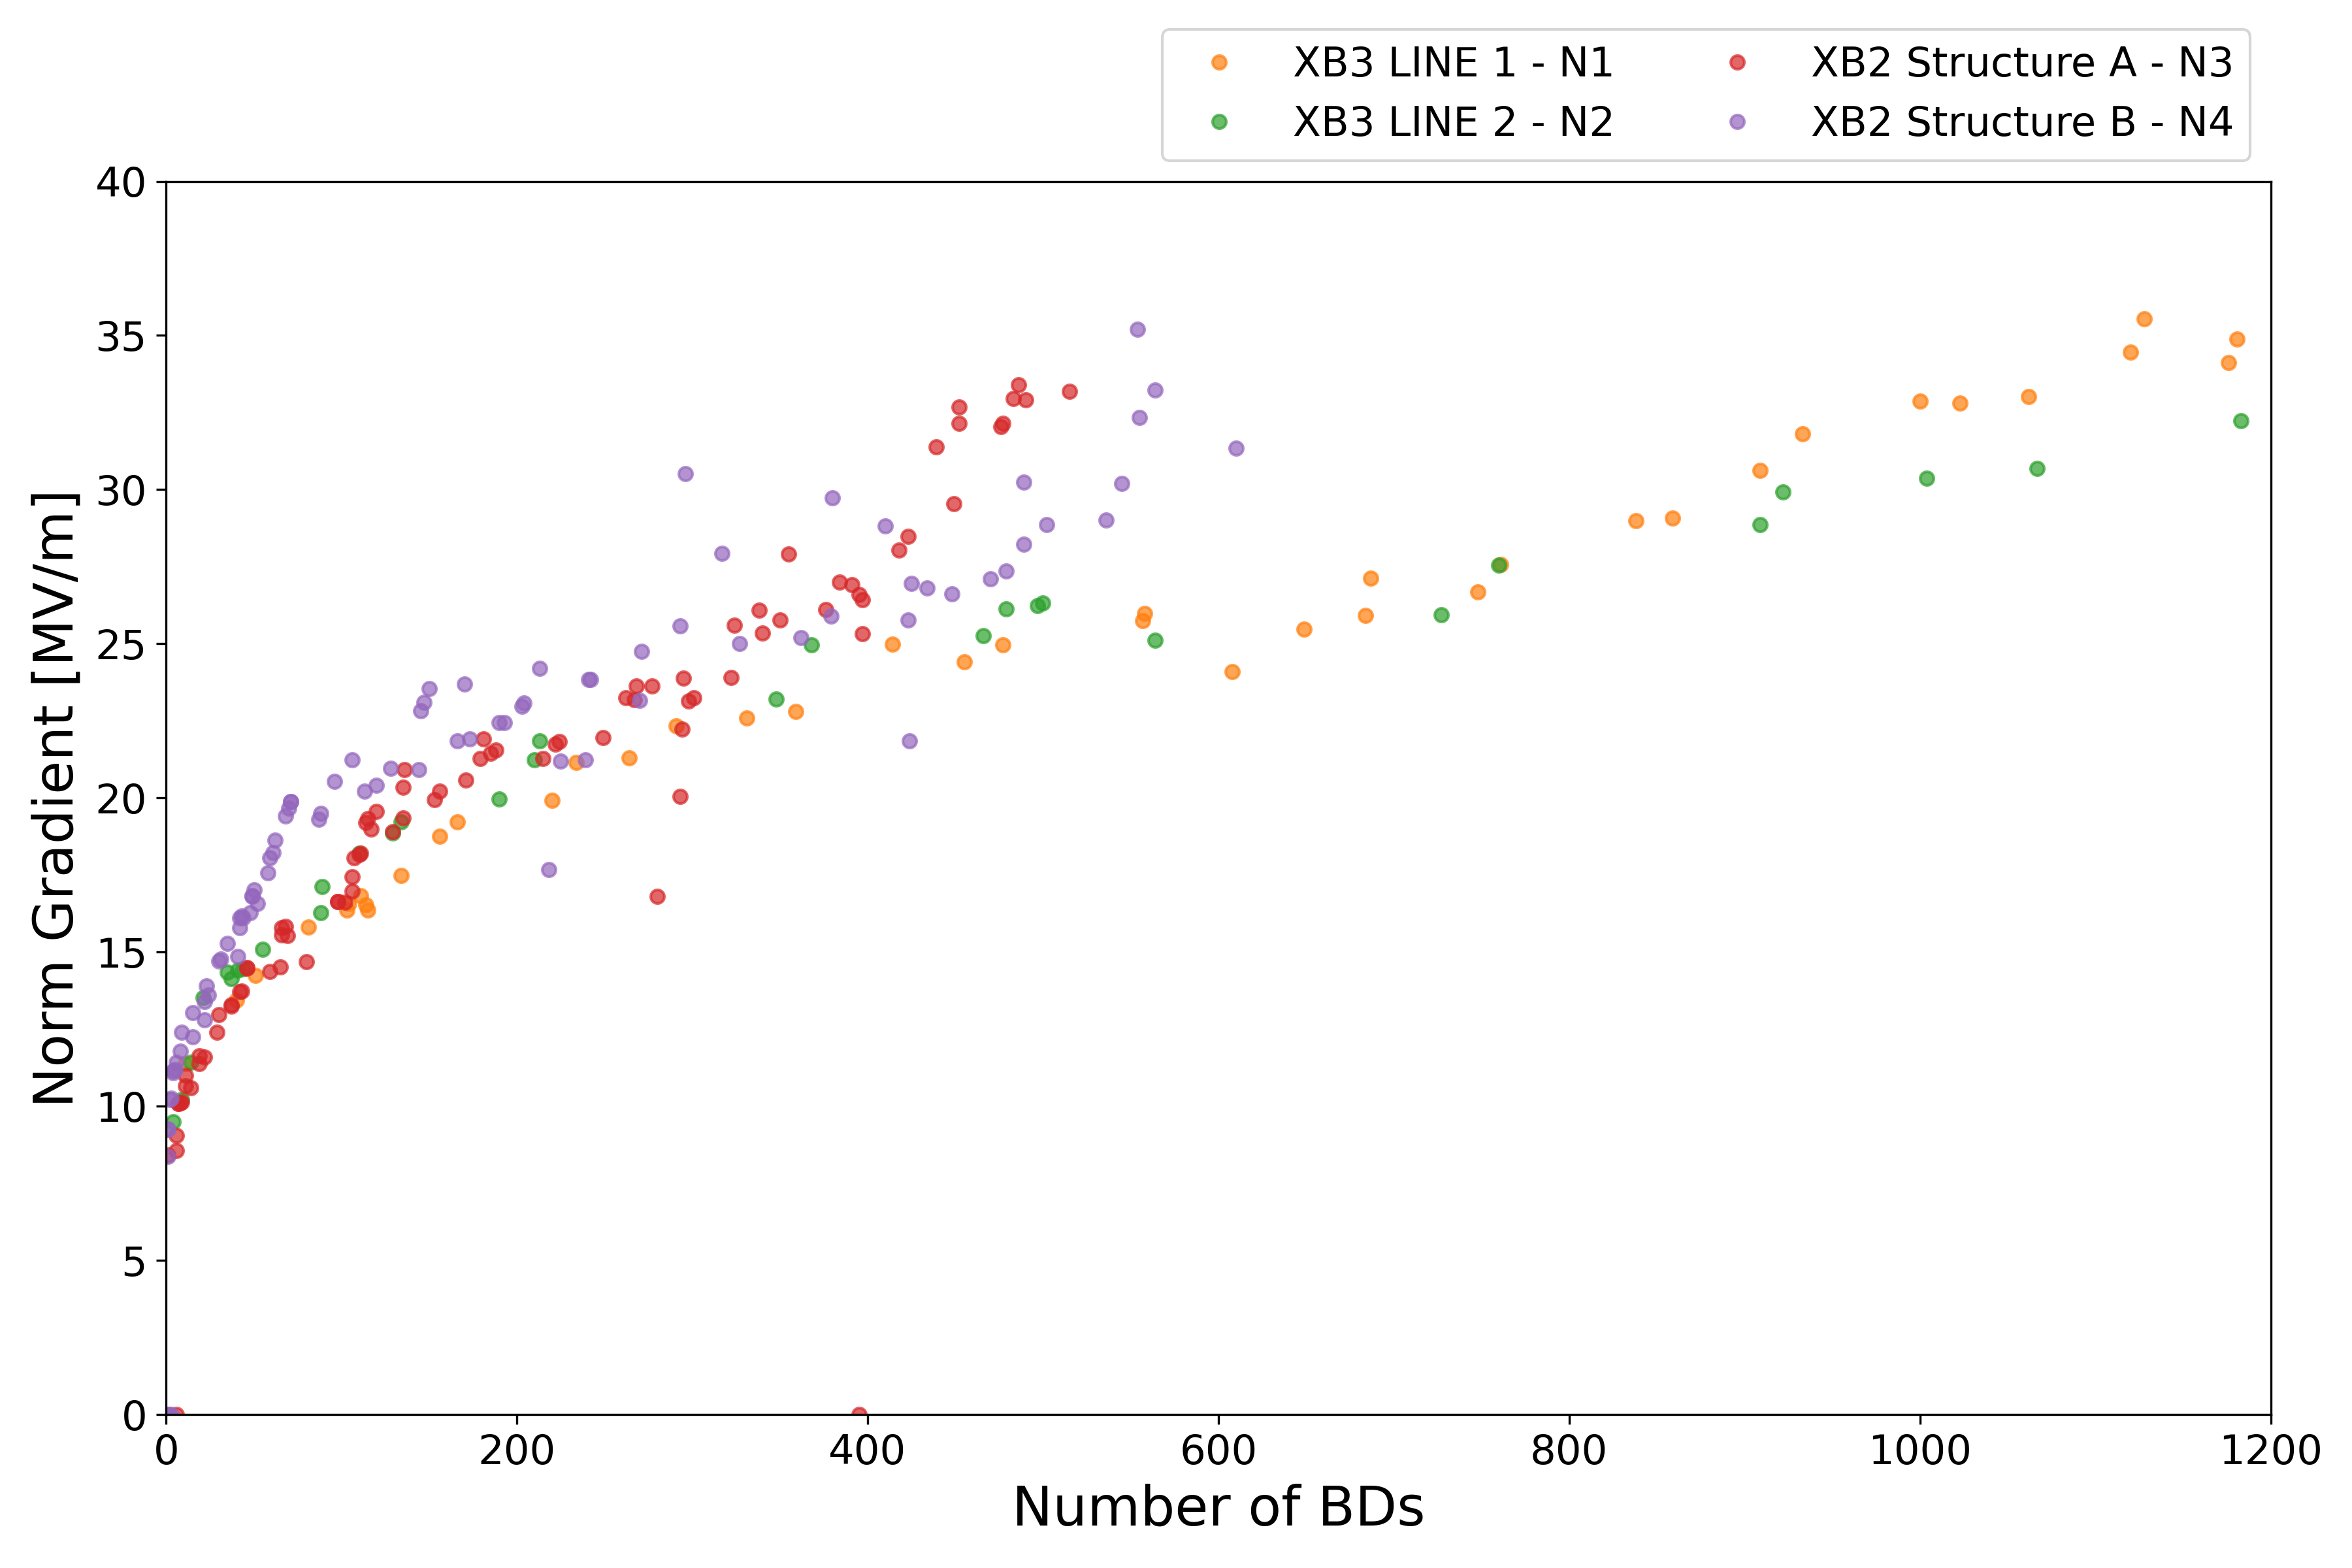 XB3 LINE 1 - N1 XB2 Structure A - N3
XB3 LINE 2 - N2 XB2 Structure B - N4
40
35
30
25
20
15
10
5
0
Norm Gradient [MV/m]
0 200 400 600 800 1000 1200
Number of BDs